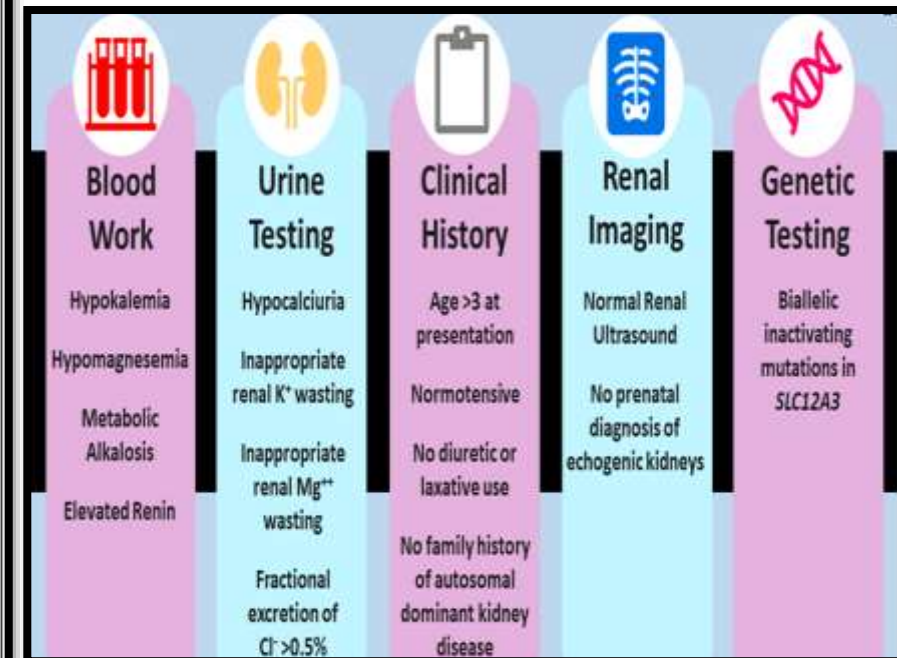 Blood
Work
Hypokalemia
Hypomagnesemia
Metabolic
Alkalosis
Elevated Renin
Urine
Testing
Hypocalciuria
Inappropriate
renal K⁺ wasting
Inappropriate
renal Mg⁺⁺
wasting
Fractional
excretion of
Cl⁻ >0.5%
Clinical
History
Age >3 at
presentation
Normotensive
No diuretic or
laxative use
No family history
of autosomal
dominant kidney
disease
Renal
Imaging
Normal Renal
Ultrasound
No prenatal
diagnosis of
echogenic kidneys
Genetic
Testing
Biallelic
inactivating
mutations in
SLC12A3